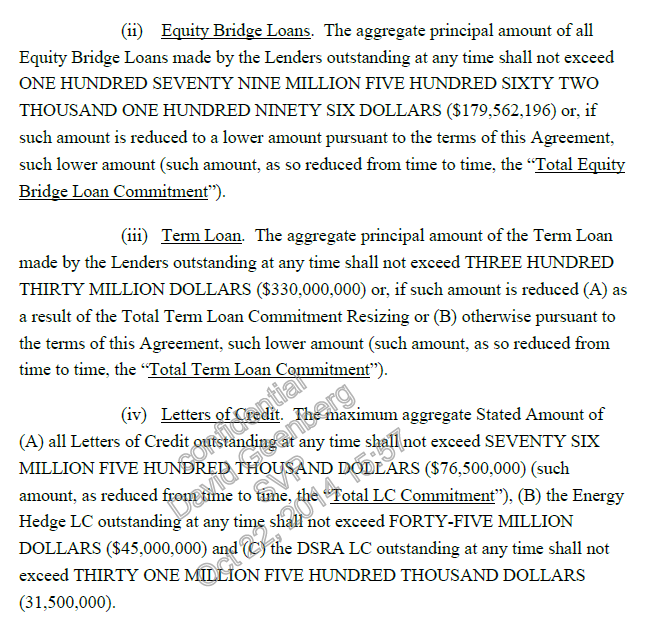 (ii) Equity Bridge Loans. The aggregate principal amount of all
Equity Bridge Loans made by the Lenders outstanding at any time shall not exceed
ONE HUNDRED SEVENTY NINE MILLION FIVE HUNDRED SIXTY TWO
THOUSAND ONE HUNDRED NINETY SIX DOLLARS ($179,562,196) or, if
such amount is reduced to a lower amount pursuant to the terms of this Agreement,
such lower amount (such amount, as so reduced from time to time, the “Total Equity
Bridge Loan Commitment”).
(iii) Term Loan. The aggregate principal amount of the Term Loan
made by the Lenders outstanding at any time shall not exceed THREE HUNDRED
THIRTY MILLION DOLLARS ($330,000,000) or, if such amount is reduced (A) as
a result of the Total Term Loan Commitment Resizing or (B) otherwise pursuant to
the terms of this Agreement, such lower amount (such amount, as so reduced from
time to time, the “Total Term Loan Commitment”).
(iv) Letters of Credit. The maximum aggregate Stated Amount of
(A) all Letters of Credit outstanding at any time shall not exceed SEVENTY SIX
MILLION FIVE HUNDRED THOUSAND DOLLARS ($76,500,000) (such
amount, as reduced from time to time, the “Total LC Commitment”), (B) the Energy
Hedge LC outstanding at any time shall not exceed FORTY-FIVE MILLION
DOLLARS ($45,000,000) and (C) the DSRA LC outstanding at any time shall not
exceed THIRTY ONE MILLION FIVE HUNDRED THOUSAND DOLLARS
(31,500,000).
confidential
David
SVP
Oct 22, 2014 15:57